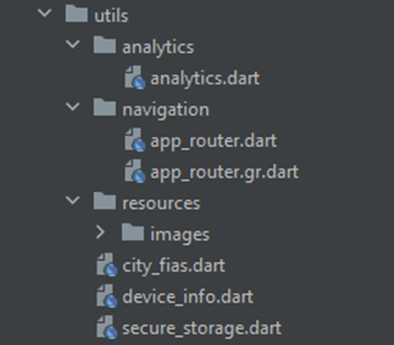 utils
analytics
analytics.dart
navigation
app_router.dart
app_router.gr.dart
resources
images
city_fias.dart
device_info.dart
secure_storage.dart